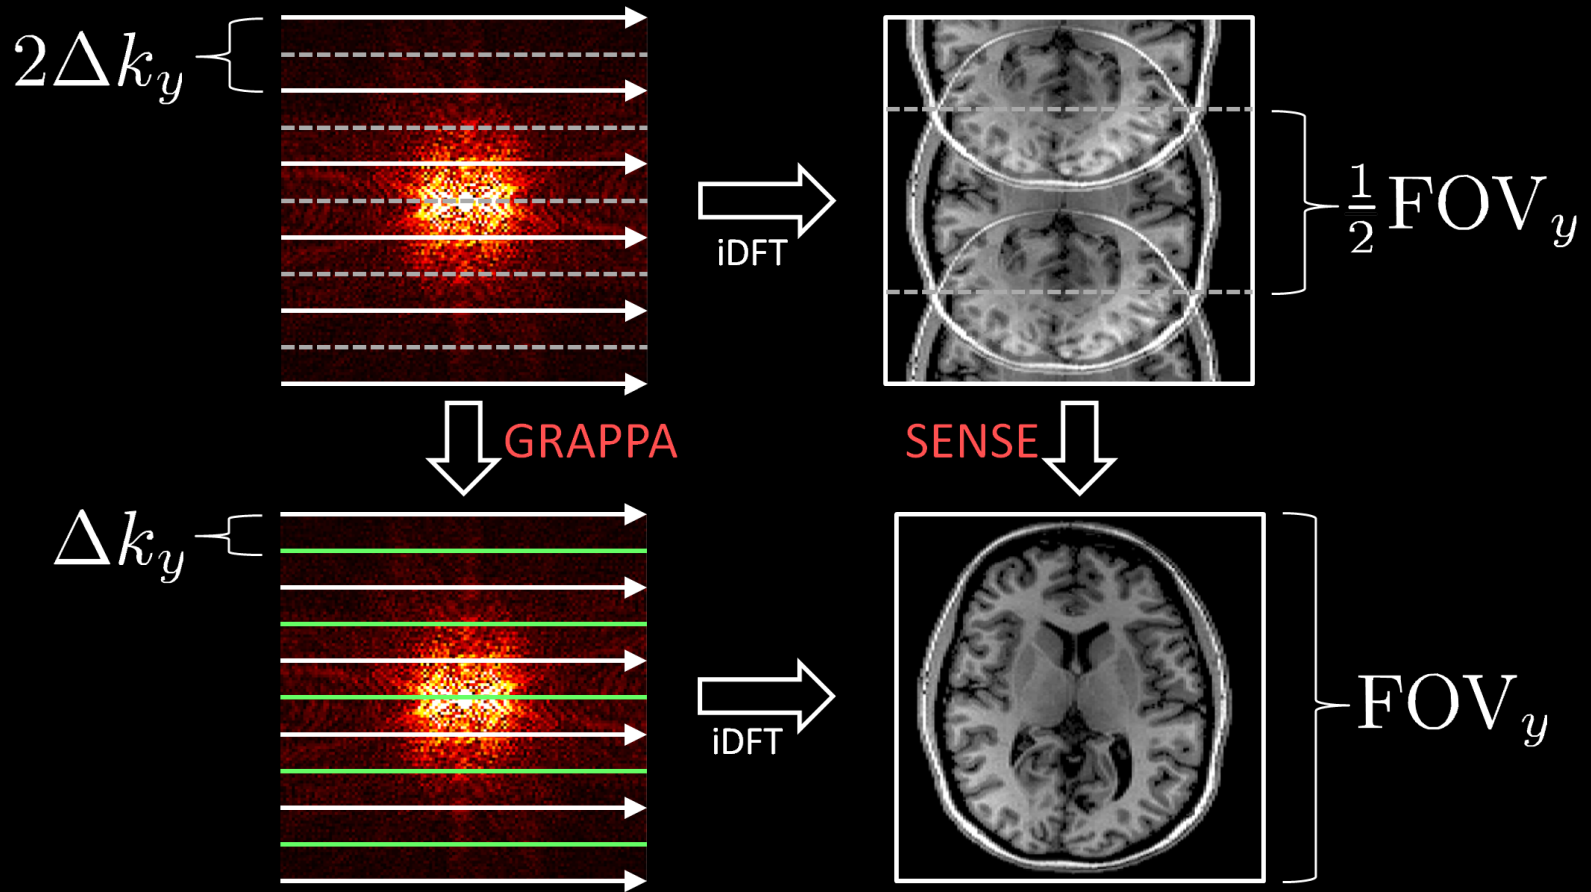 2Δk_y
iDFT
½FOV_y
GRAPPA
SENSE
Δk_y
iDFT
FOV_y